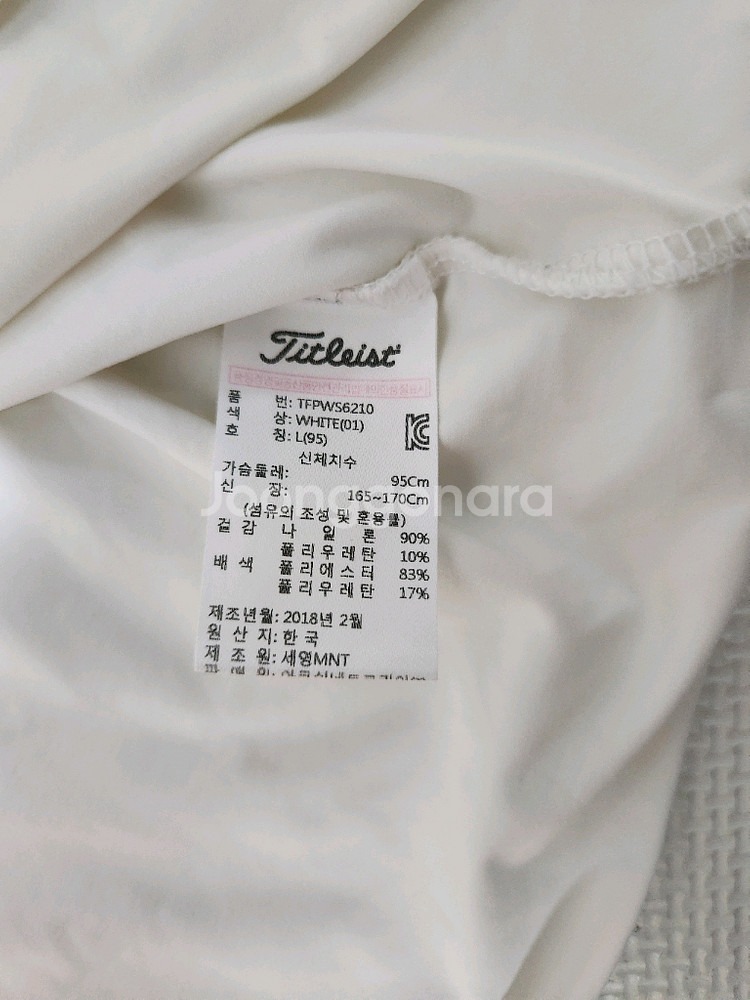 Titleist
품 번: TFPWS6210
색 상: WHITE(01)
호 칭: L(95)
신체치수
가슴둘레: 95Cm
신 장: 165~170Cm
Joongonara
(섬유의 조성 및 혼용률)
겉감 나 일 론 90%
폴리우레탄 10%
배색 폴리에스터 83%
폴리우레탄 17%
제조년월: 2018년 2월
원 산 지: 한 국
제 조 원: 세영MNT